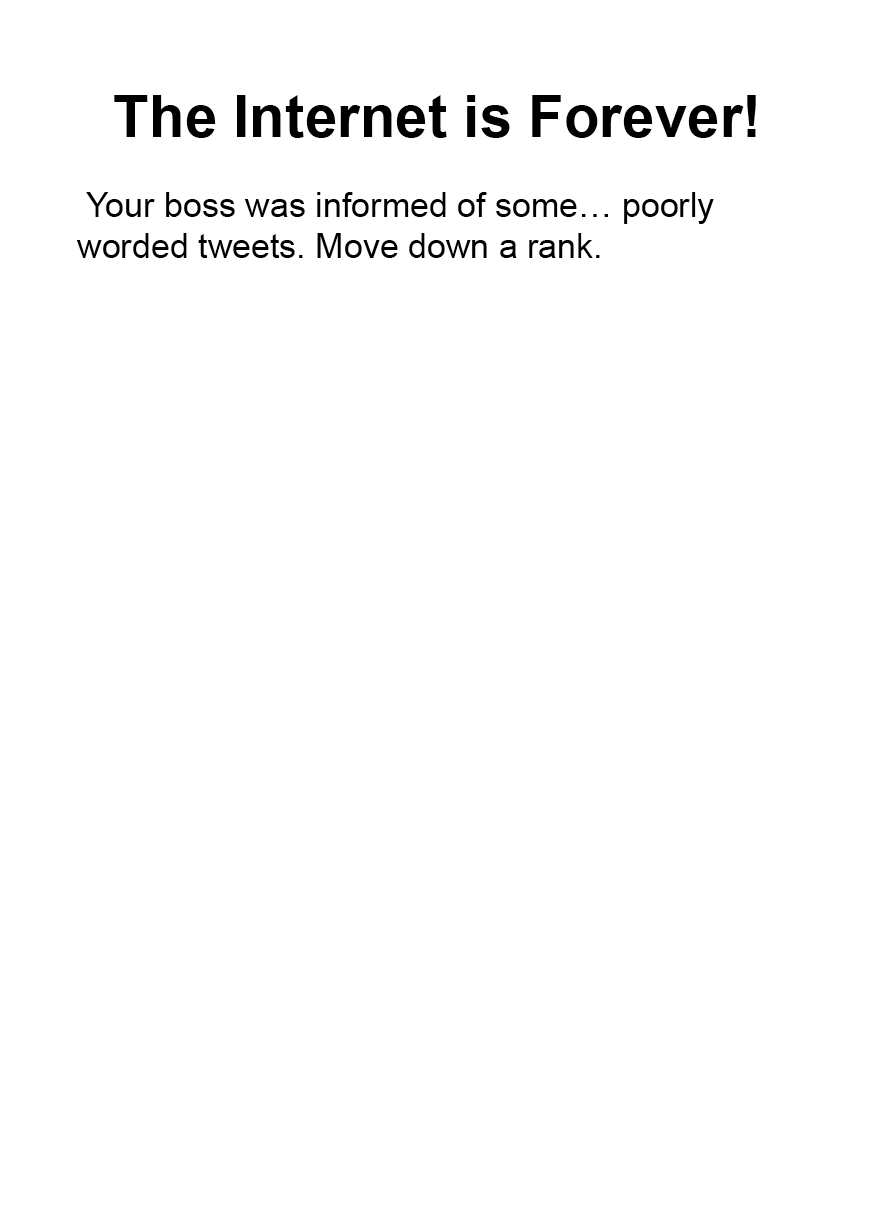 The Internet is Forever!
Your boss was informed of some… poorly
worded tweets. Move down a rank.